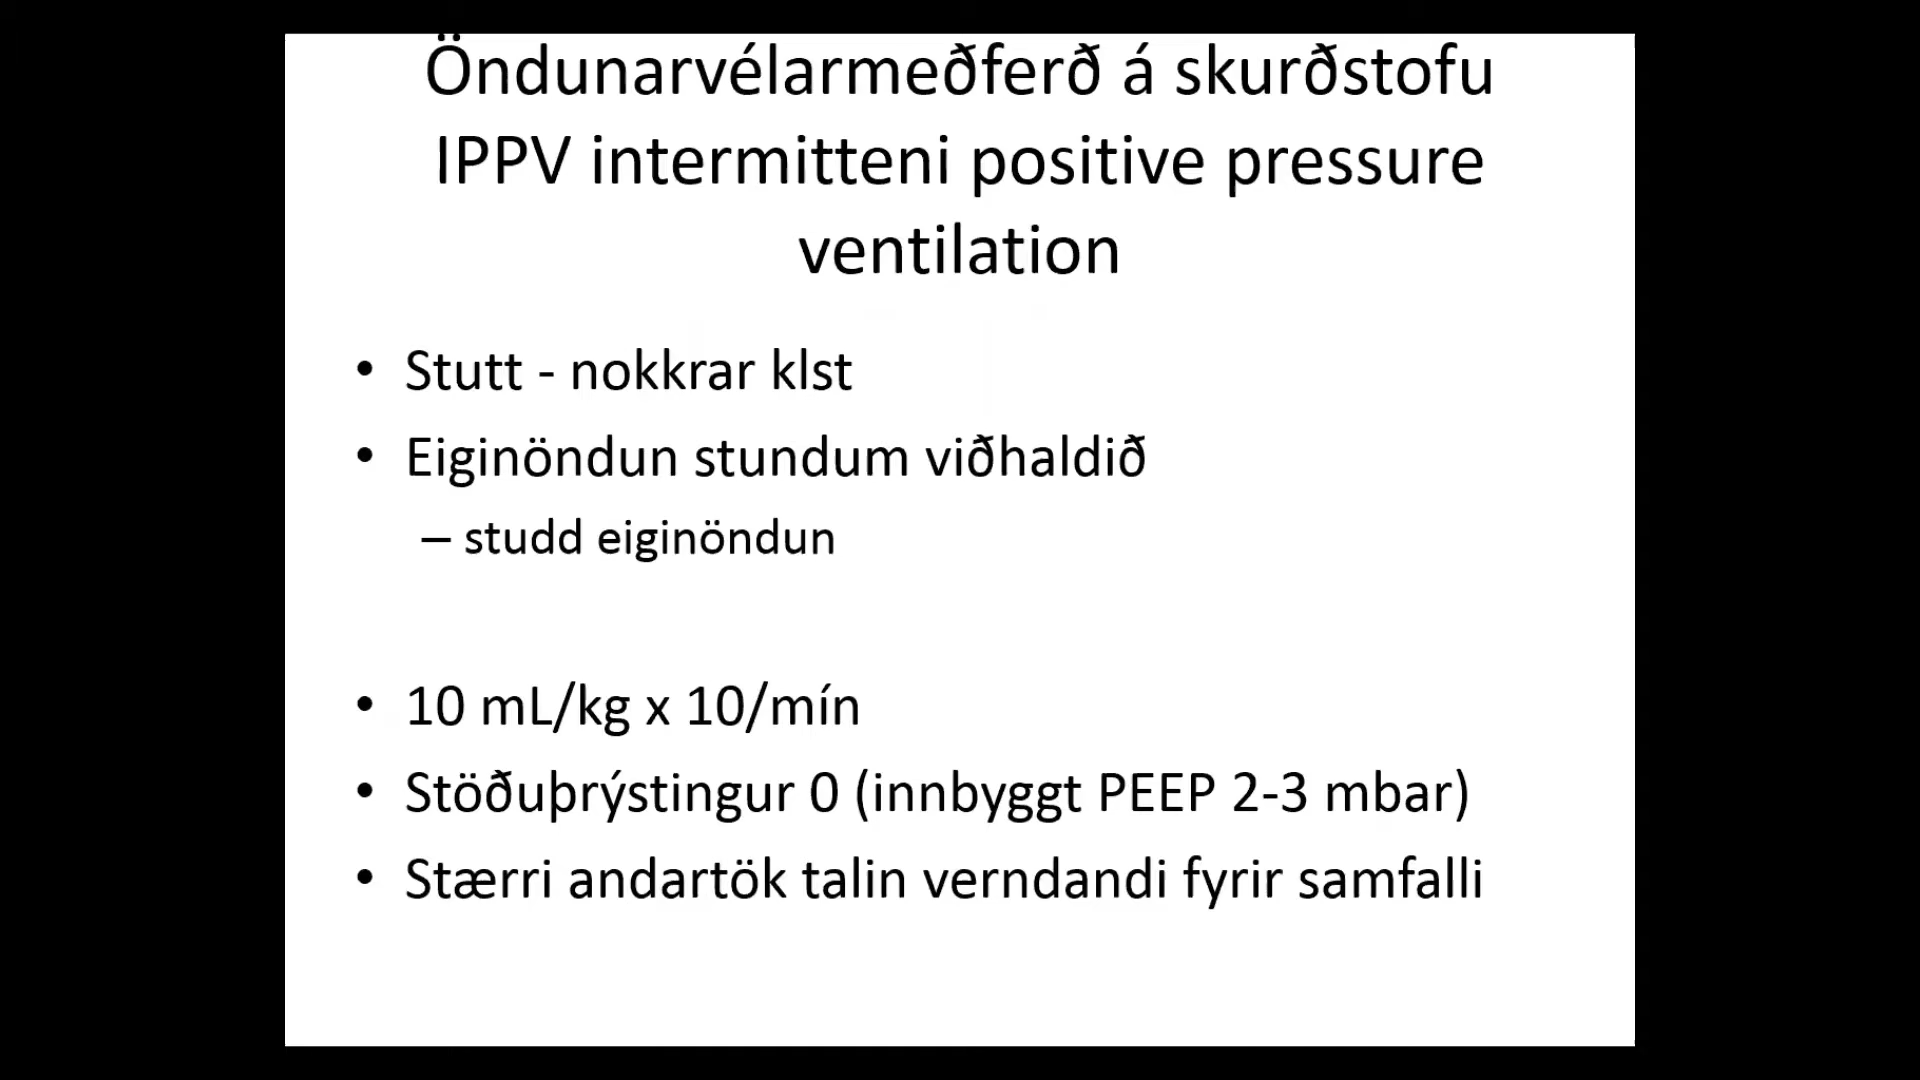 Öndunarvélarmeðferð á skurðstofu
IPPV intermitteni positive pressure
ventilation
• Stutt - nokkrar klst
• Eiginöndun stundum viðhaldið
– studd eiginöndun
• 10 mL/kg x 10/mín
• Stöðuþrýstingur 0 (innbyggt PEEP 2-3 mbar)
• Stærri andartök talin verndandi fyrir samfalli